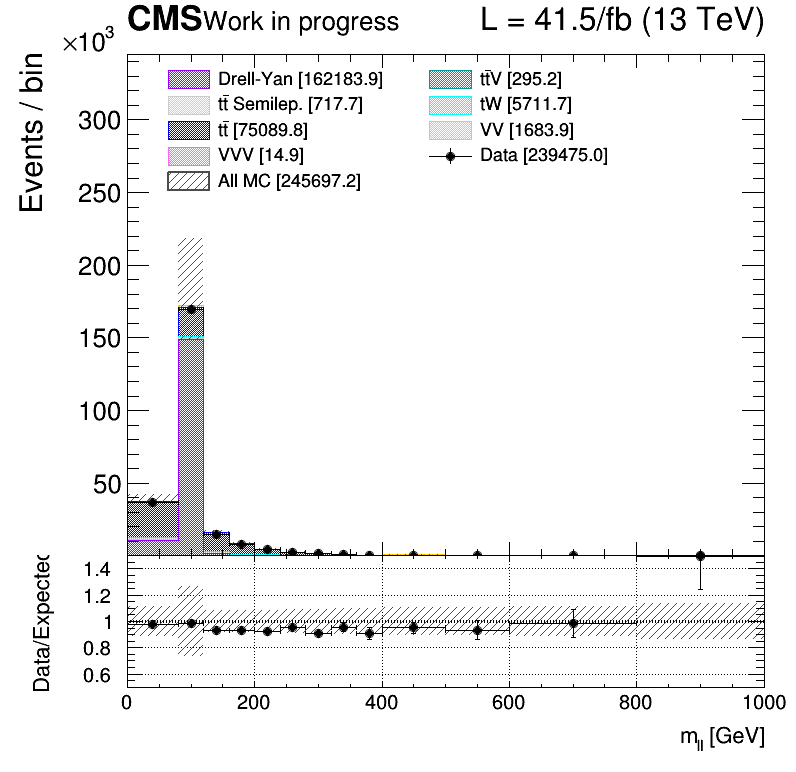 CMS Work in progress L = 41.5/fb (13 TeV)
×10³
Events / bin
Drell-Yan [162183.9]
tt̄ Semilep. [717.7]
tt̄ [75089.8]
VVV [14.9]
All MC [245697.2]
tt̄V [295.2]
tW [5711.7]
VV [1683.9]
Data [239475.0]
300
250
200
150
100
50
Data/Expected
1.4
1.2
1
0.8
0.6
0 200 400 600 800 1000
m_ll [GeV]